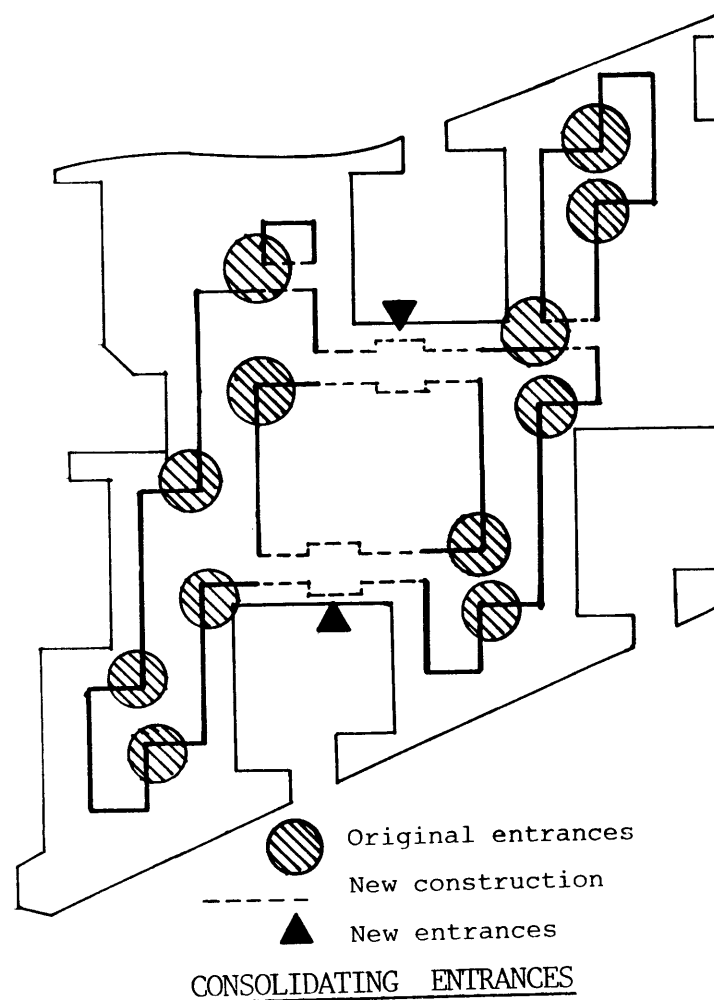 Original entrances
New construction
New entrances
CONSOLIDATING ENTRANCES